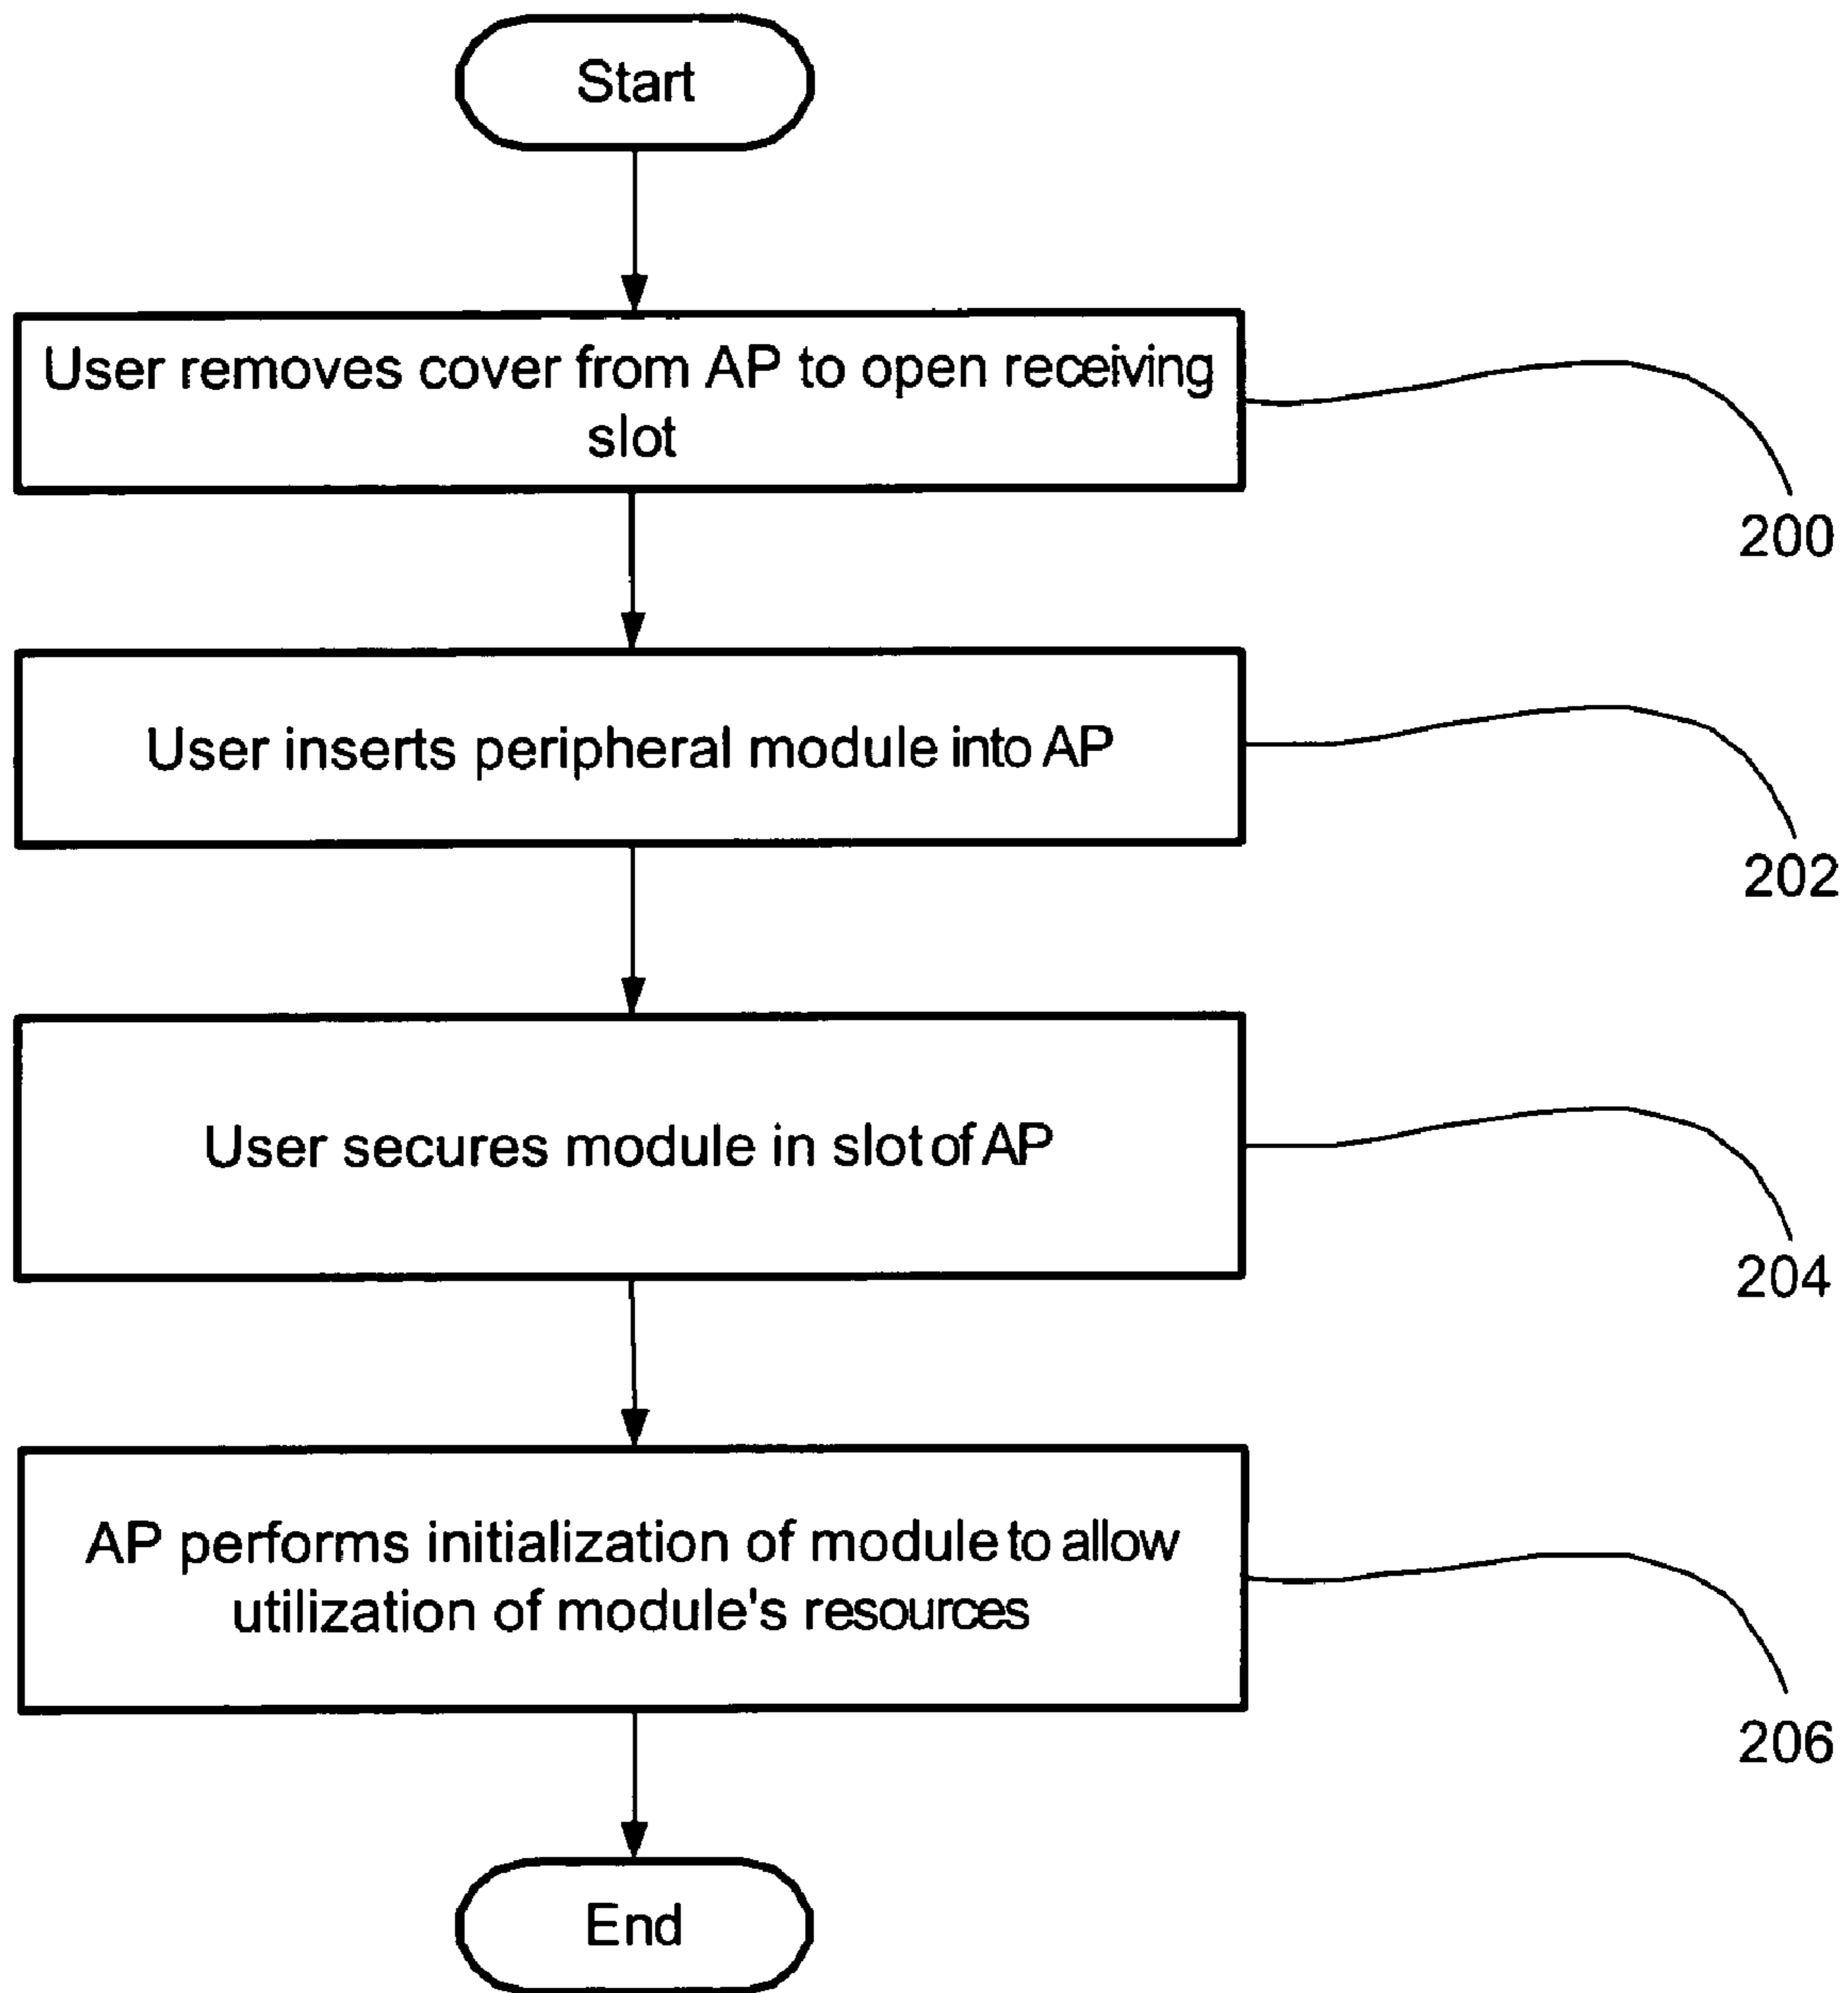 Start
User removes cover from AP to open receiving
slot
200
User inserts peripheral module into AP
202
User secures module in slot of AP
204
AP performs initialization of module to allow
utilization of module's resources
206
End